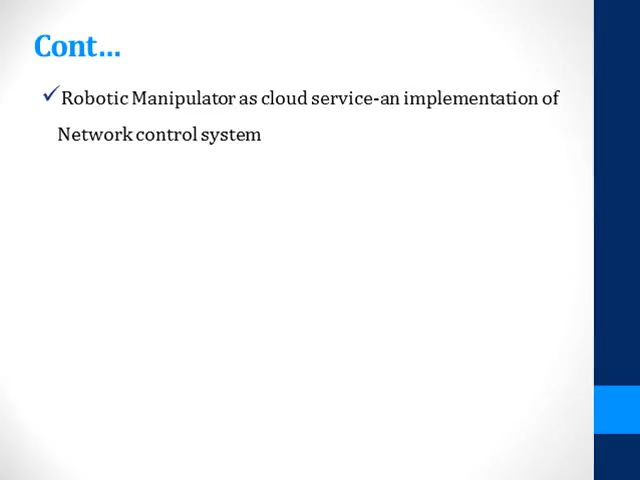 Cont...
✓Robotic Manipulator as cloud service-an implementation of
Network control system